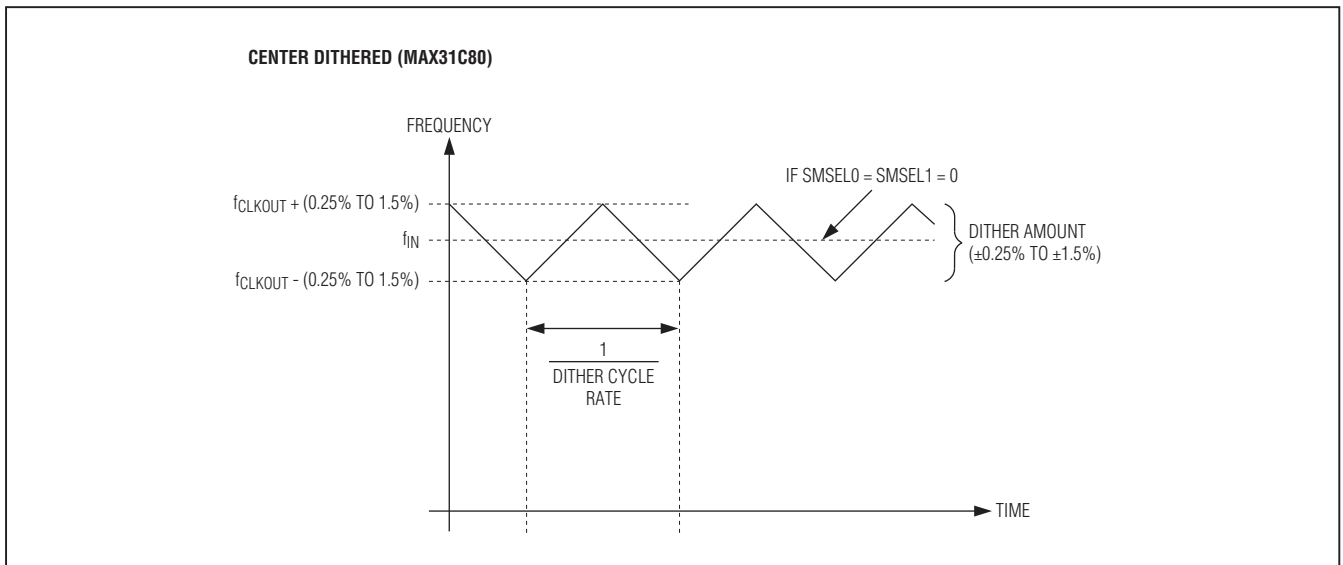 CENTER DITHERED (MAX31C80)
FREQUENCY
IF SMSEL0 = SMSEL1 = 0
fCLKOUT + (0.25% TO 1.5%)
fIN
fCLKOUT - (0.25% TO 1.5%)
DITHER AMOUNT
(±0.25% TO ±1.5%)
1
DITHER CYCLE
RATE
TIME